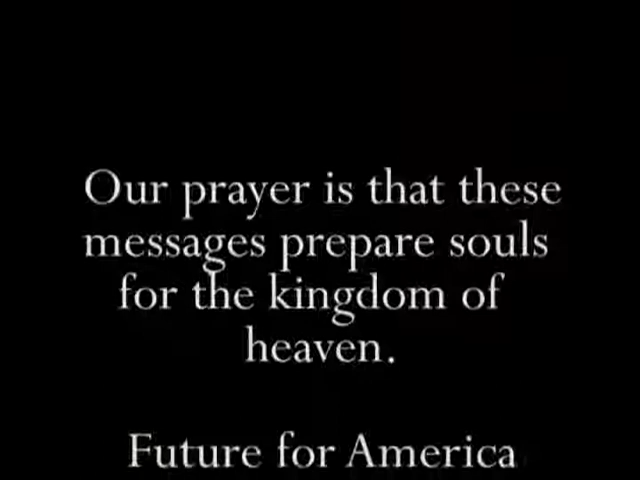 Our prayer is that these
messages prepare souls
for the kingdom of
heaven.
Future for America